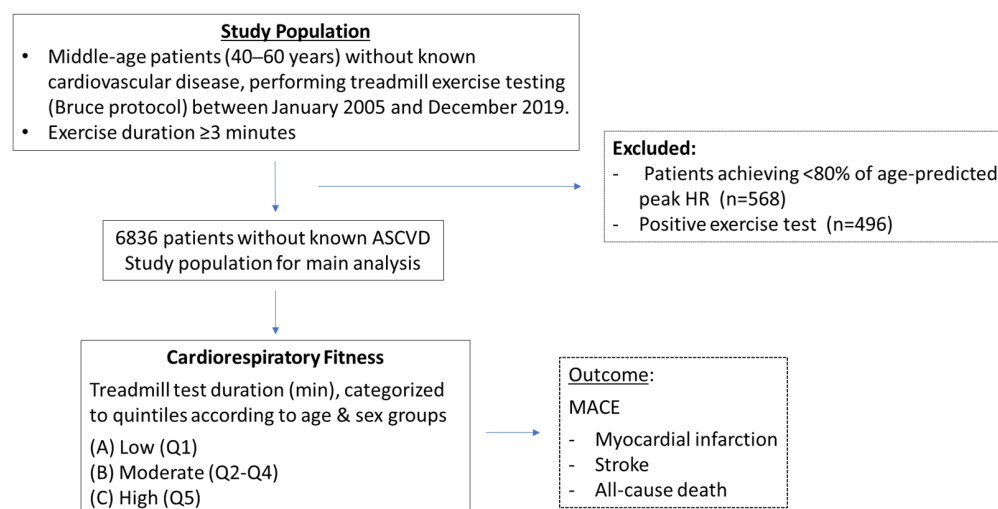 Study Population
• Middle-age patients (40–60 years) without known
cardiovascular disease, performing treadmill exercise testing
(Bruce protocol) between January 2005 and December 2019.
• Exercise duration ≥3 minutes
Excluded:
- Patients achieving <80% of age-predicted
peak HR (n=568)
- Positive exercise test (n=496)
6836 patients without known ASCVD
Study population for main analysis
Cardiorespiratory Fitness
Treadmill test duration (min), categorized
to quintiles according to age & sex groups
(A) Low (Q1)
(B) Moderate (Q2-Q4)
(C) High (Q5)
Outcome:
MACE
- Myocardial infarction
- Stroke
- All-cause death